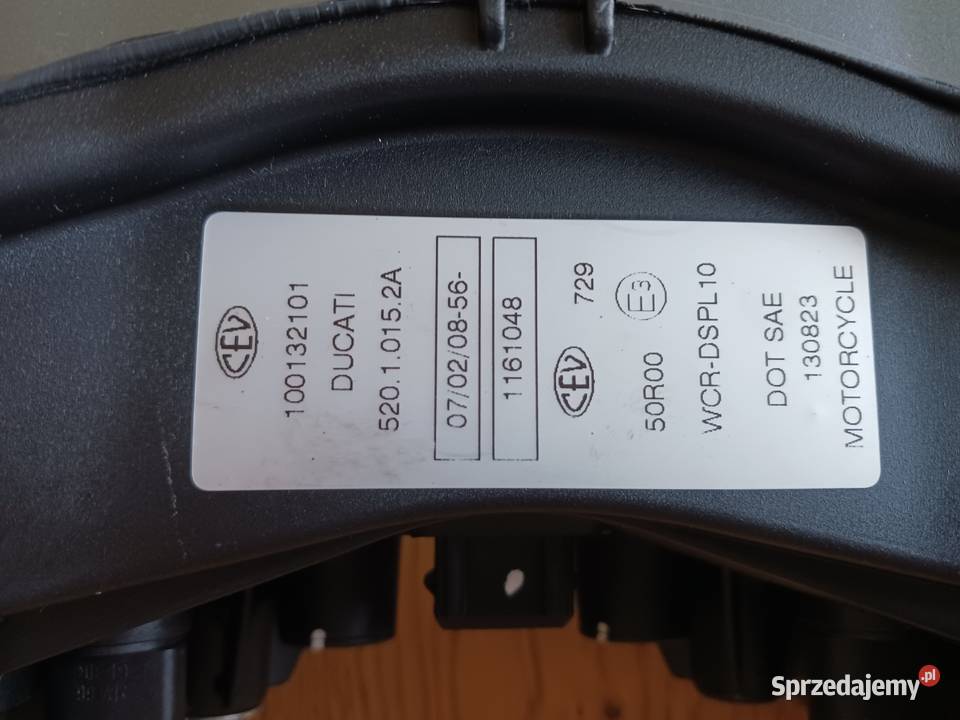 CEV
100132101
DUCATI
520.1.015.2A
07/02/08-56-
1161048
CEV 729
50R00 E3
WCR-DSPL10
DOT SAE
130823
MOTORCYCLE
Sprzedajemy.pl